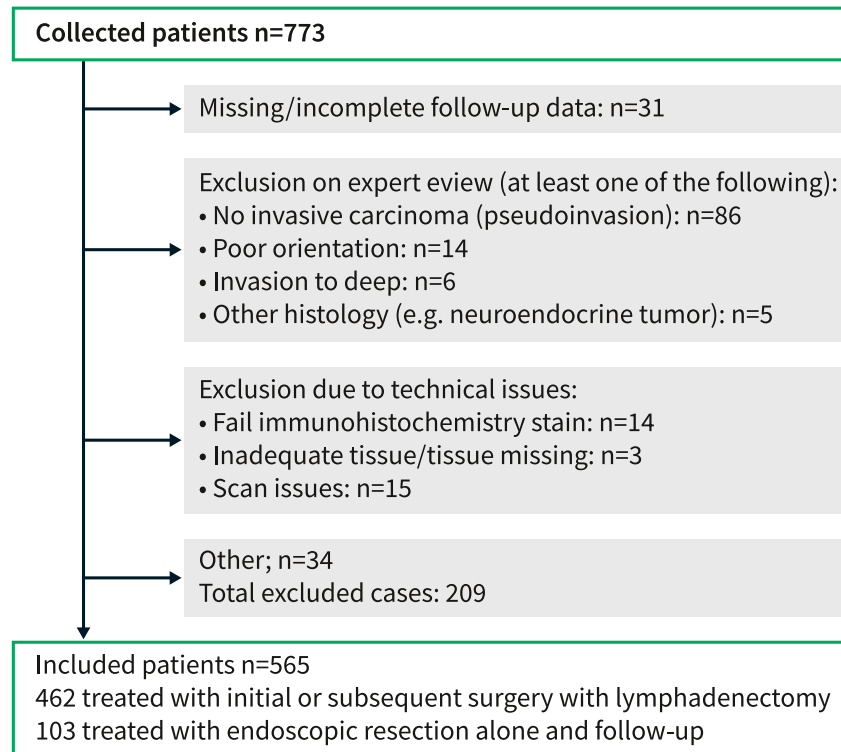 Collected patients n=773
Missing/incomplete follow-up data: n=31
Exclusion on expert eview (at least one of the following):
• No invasive carcinoma (pseudoinvasion): n=86
• Poor orientation: n=14
• Invasion to deep: n=6
• Other histology (e.g. neuroendocrine tumor): n=5
Exclusion due to technical issues:
• Fail immunohistochemistry stain: n=14
• Inadequate tissue/tissue missing: n=3
• Scan issues: n=15
Other; n=34
Total excluded cases: 209
Included patients n=565
462 treated with initial or subsequent surgery with lymphadenectomy
103 treated with endoscopic resection alone and follow-up